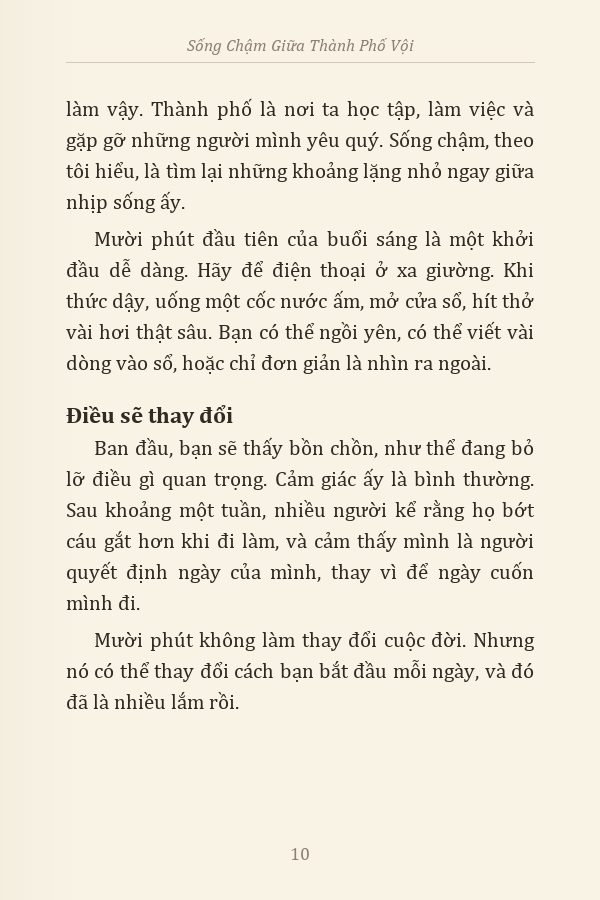 Sống Chậm Giữa Thành Phố Vội
làm vậy. Thành phố là nơi ta học tập, làm việc và
gặp gỡ những người mình yêu quý. Sống chậm, theo
tôi hiểu, là tìm lại những khoảng lặng nhỏ ngay giữa
nhịp sống ấy.
Mười phút đầu tiên của buổi sáng là một khởi
đầu dễ dàng. Hãy để điện thoại ở xa giường. Khi
thức dậy, uống một cốc nước ấm, mở cửa sổ, hít thở
vài hơi thật sâu. Bạn có thể ngồi yên, có thể viết vài
dòng vào sổ, hoặc chỉ đơn giản là nhìn ra ngoài.
Điều sẽ thay đổi
Ban đầu, bạn sẽ thấy bồn chồn, như thể đang bỏ
lỡ điều gì quan trọng. Cảm giác ấy là bình thường.
Sau khoảng một tuần, nhiều người kể rằng họ bớt
cáu gắt hơn khi đi làm, và cảm thấy mình là người
quyết định ngày của mình, thay vì để ngày cuốn
mình đi.
Mười phút không làm thay đổi cuộc đời. Nhưng
nó có thể thay đổi cách bạn bắt đầu mỗi ngày, và đó
đã là nhiều lắm rồi.
10